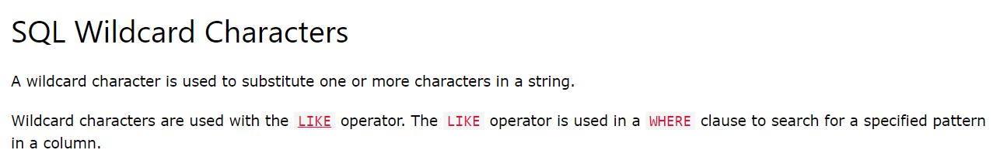 SQL Wildcard Characters
A wildcard character is used to substitute one or more characters in a string.
Wildcard characters are used with the LIKE operator. The LIKE operator is used in a WHERE clause to search for a specified pattern
in a column.